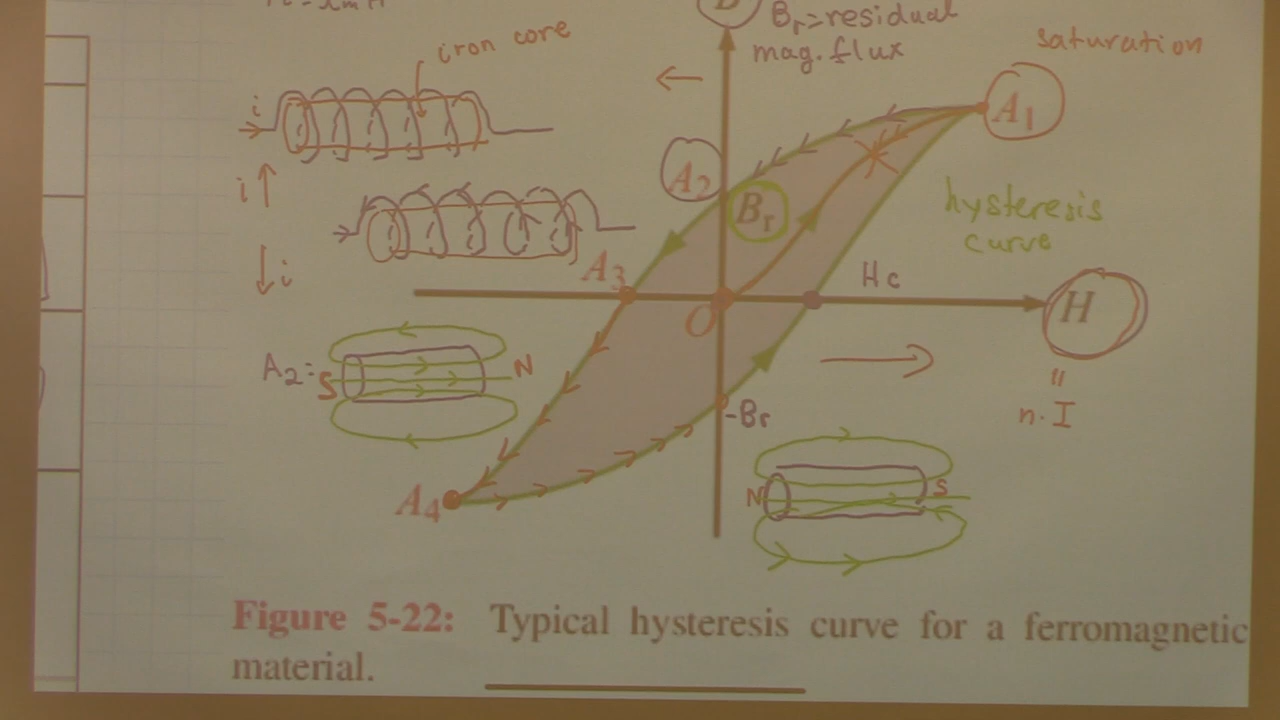 B
Br⇒residual
mag. flux
saturation
iron core
i
A1
A2
Br
hysteresis
curve
i↑
↓i
A3
Hc
O
H
A2:
S
N
"
n.I
-Br
A4
N
S
Figure 5-22: Typical hysteresis curve for a ferromagnetic
material.